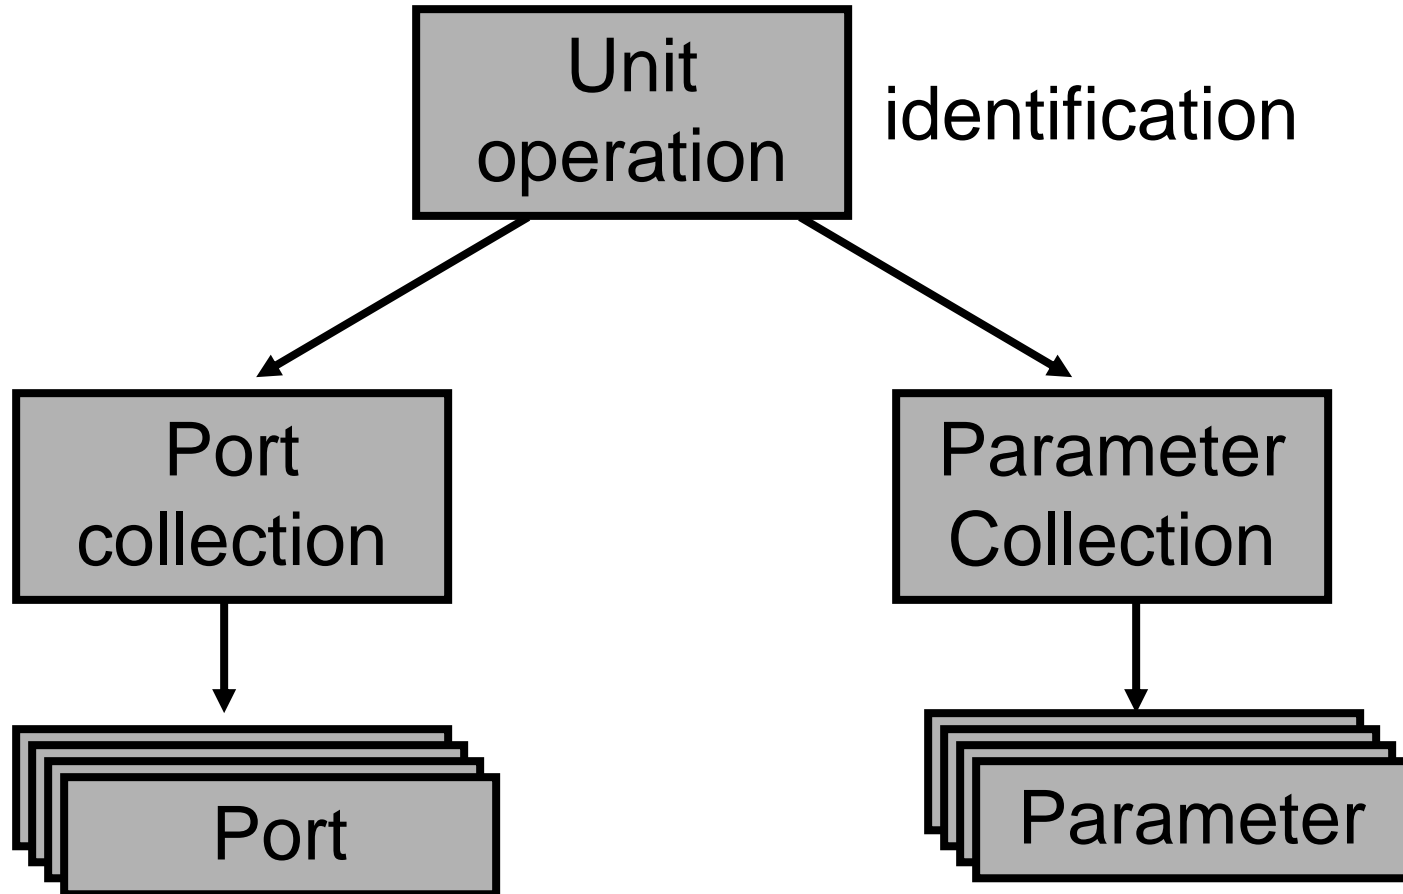 Unit
operation
identification
Port
collection
Parameter
Collection
Port
Parameter